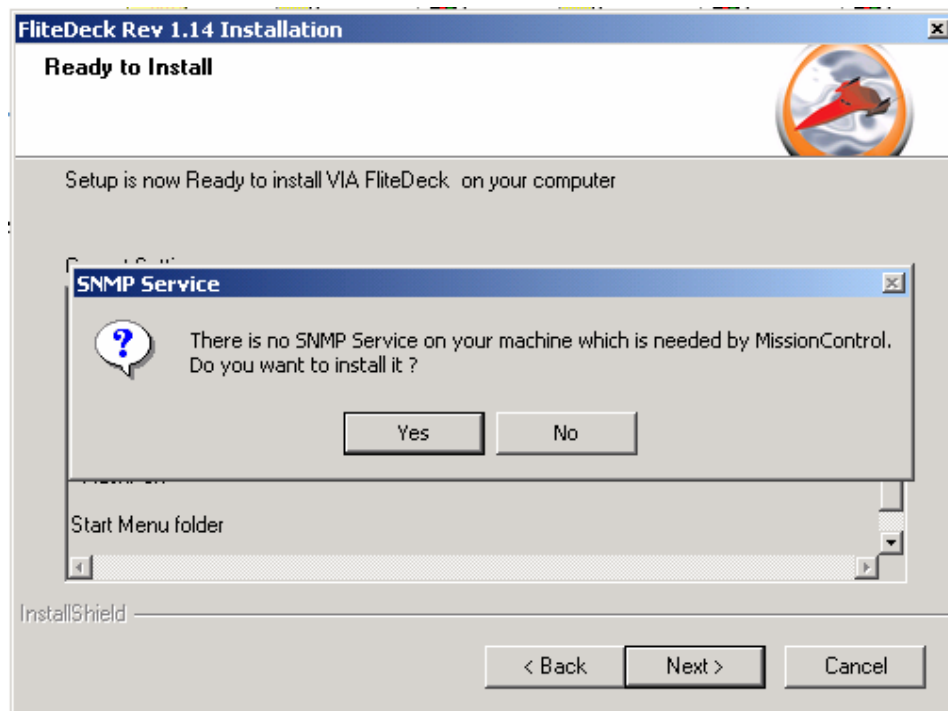 FliteDeck Rev 1.14 Installation
Ready to Install
Setup is now Ready to install VIA FliteDeck on your computer
SNMP Service
There is no SNMP Service on your machine which is needed by MissionControl.
Do you want to install it ?
Yes
No
Start Menu folder
InstallShield
< Back
Next >
Cancel